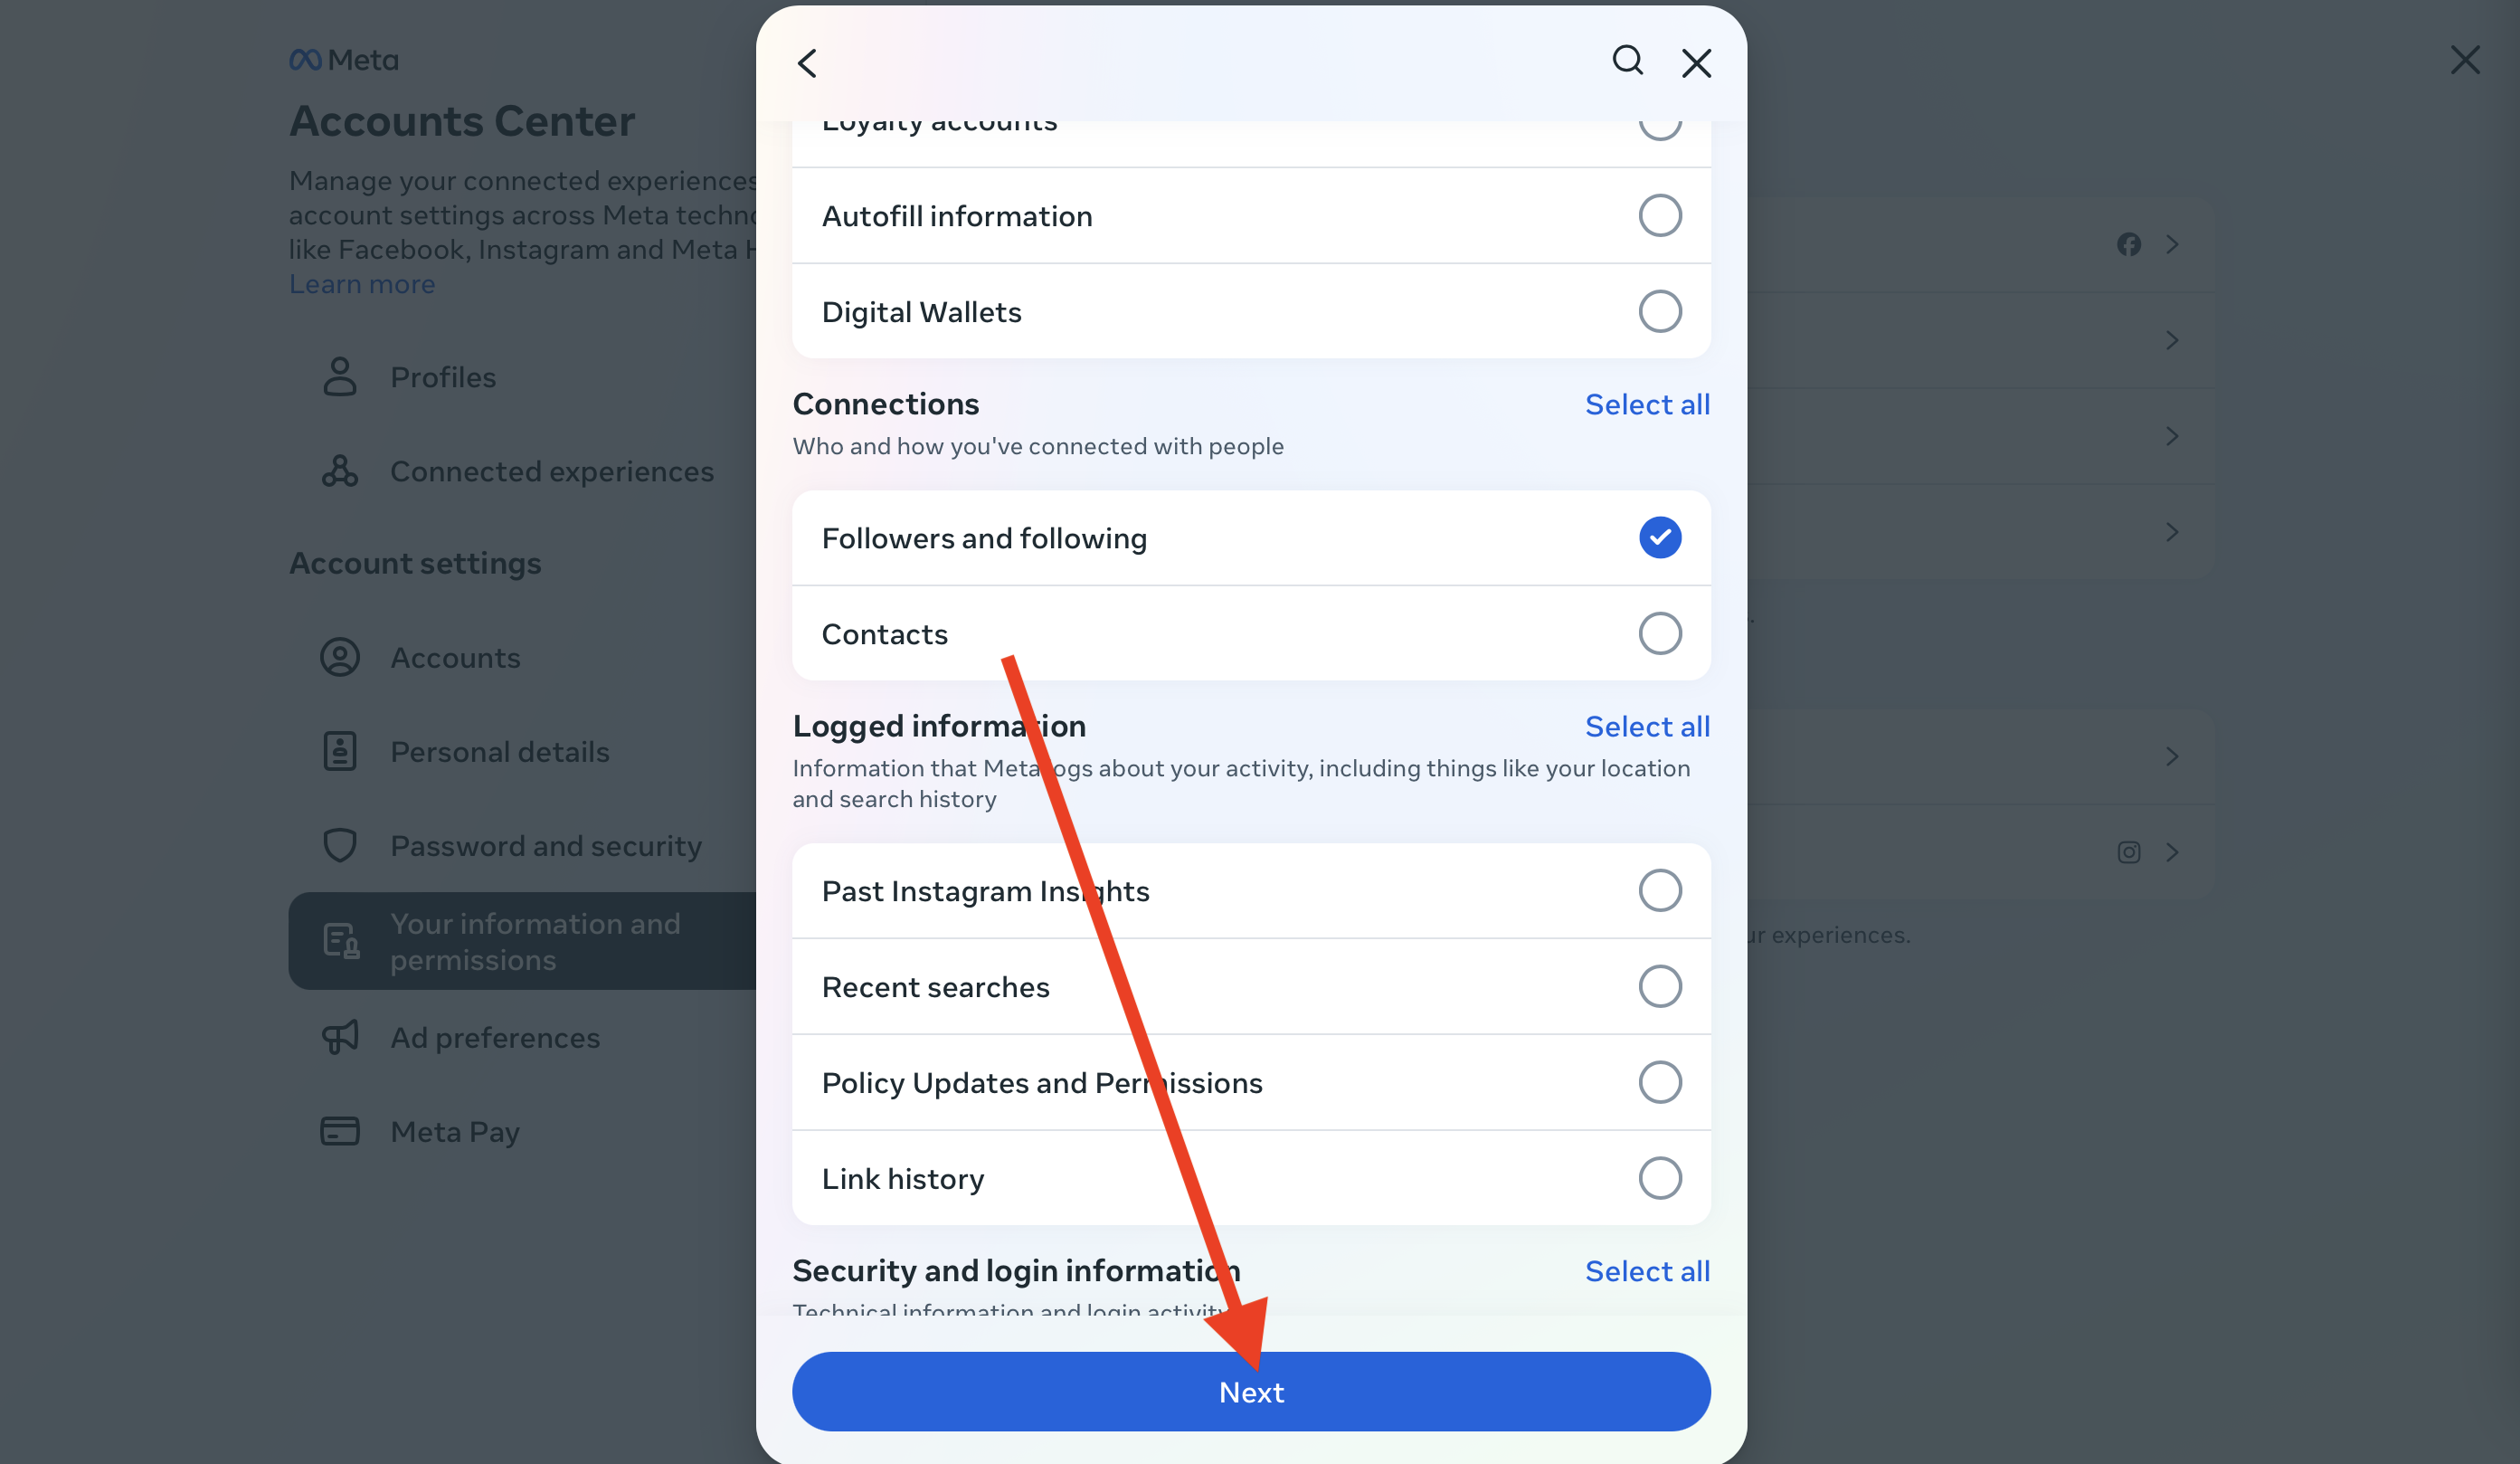 Meta
Accounts Center
Manage your connected experiences
account settings across Meta
like Facebook, Instagram and Meta
Learn more
Profiles
Connected experiences
Account settings
Accounts
Personal details
Password and security
Your information and
permissions
Ad preferences
Meta Pay
Loyalty accounts
Autofill information
Digital Wallets
Connections
Select all
Who and how you've connected with people
Followers and following
Contacts
Logged information
Select all
Information that Meta logs about your activity, including things like your location
and search history
Past Instagram Insights
Recent searches
Policy Updates and Permissions
Link history
Security and login information
Select all
Technical information and login activity
Next
experiences.